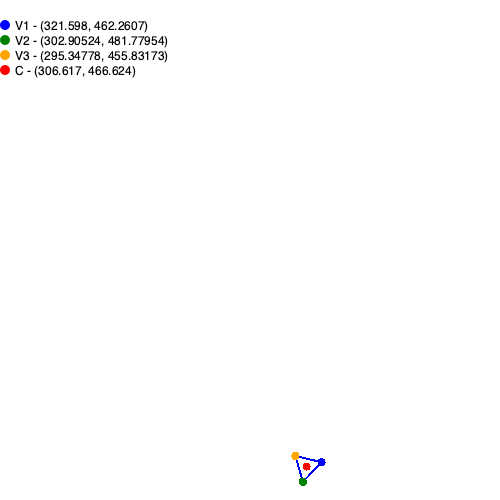 V1 - (321.598, 462.2607)
V2 - (302.90524, 481.77954)
V3 - (295.34778, 455.83173)
C - (306.617, 466.624)